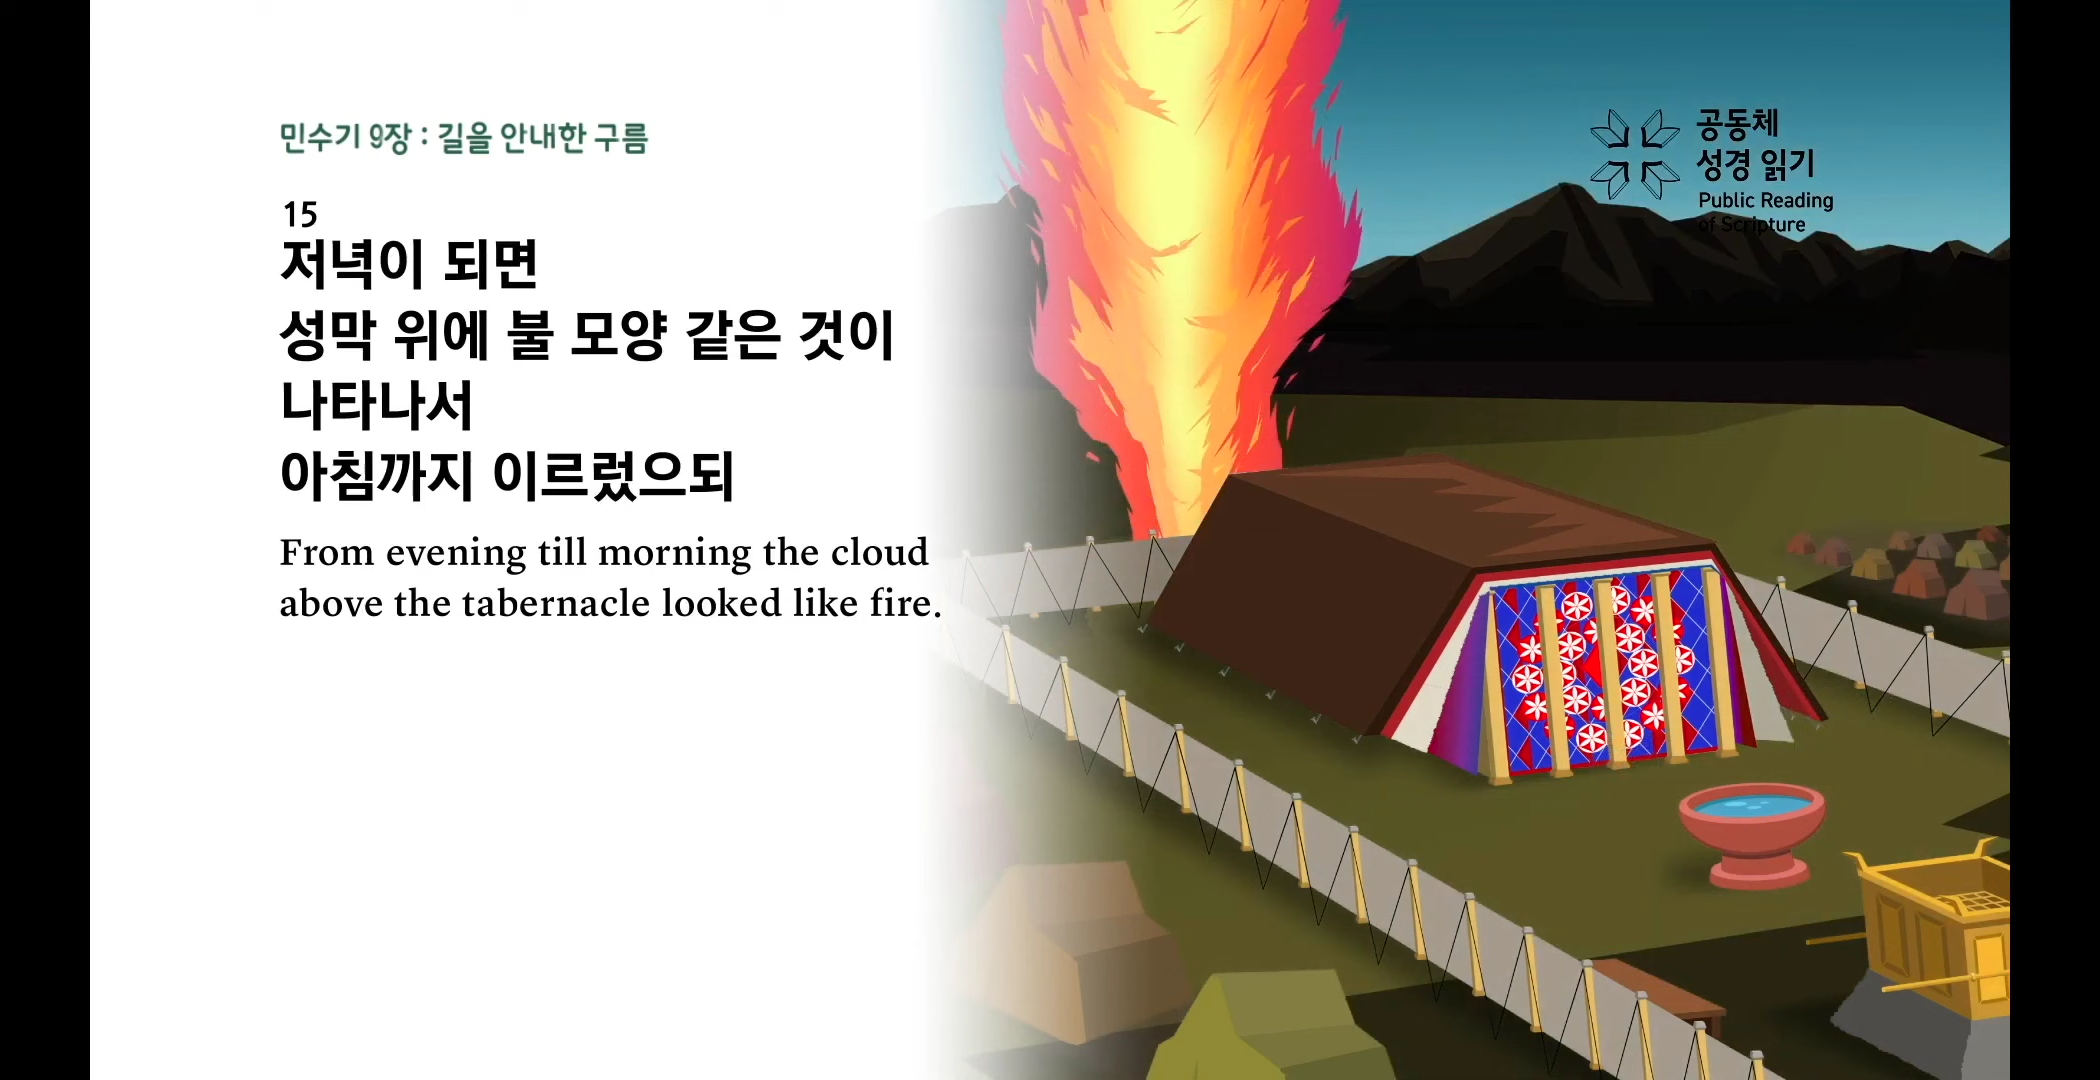 민수기 9장 : 길을 안내한 구름
15
저녁이 되면
성막 위에 불 모양 같은 것이
나타나서
아침까지 이르렀으되
From evening till morning the cloud
above the tabernacle looked like fire.
공동체
성경 읽기
Public Reading
of Scripture